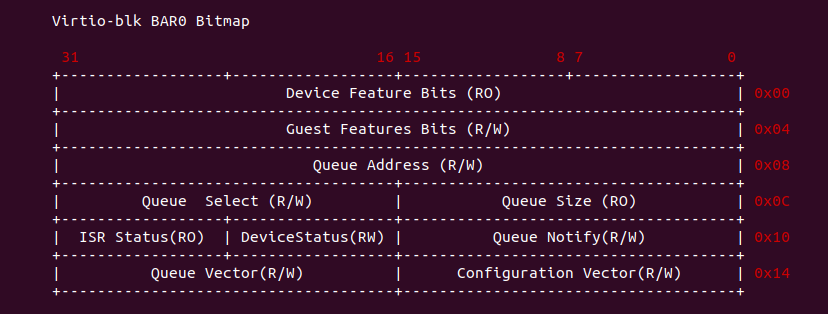 Virtio-blk BAR0 Bitmap
31 16 15 8 7 0
+------------------+------------------+------------------+------------------+
| Device Feature Bits (RO) | 0x00
+---------------------------------------------------------------------------+
| Guest Features Bits (R/W) | 0x04
+---------------------------------------------------------------------------+
| Queue Address (R/W) | 0x08
+-------------------------------------+-------------------------------------+
| Queue  Select (R/W) | Queue Size (RO) | 0x0C
+------------------+------------------+-------------------------------------+
| ISR Status(RO) | DeviceStatus(RW) | Queue Notify(R/W) | 0x10
+------------------+------------------+-------------------------------------+
| Queue Vector(R/W) | Configuration Vector(R/W) | 0x14
+-------------------------------------+-------------------------------------+